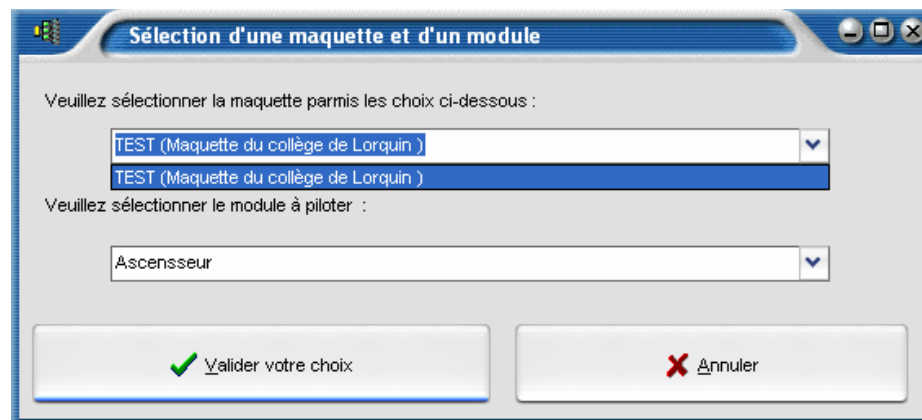 Sélection d'une maquette et d'un module
Veuillez sélectionner la maquette parmis les choix ci-dessous :
TEST (Maquette du collège de Lorquin )
TEST (Maquette du collège de Lorquin )
Veuillez sélectionner le module à piloter :
Ascensseur
Valider votre choix
Annuler